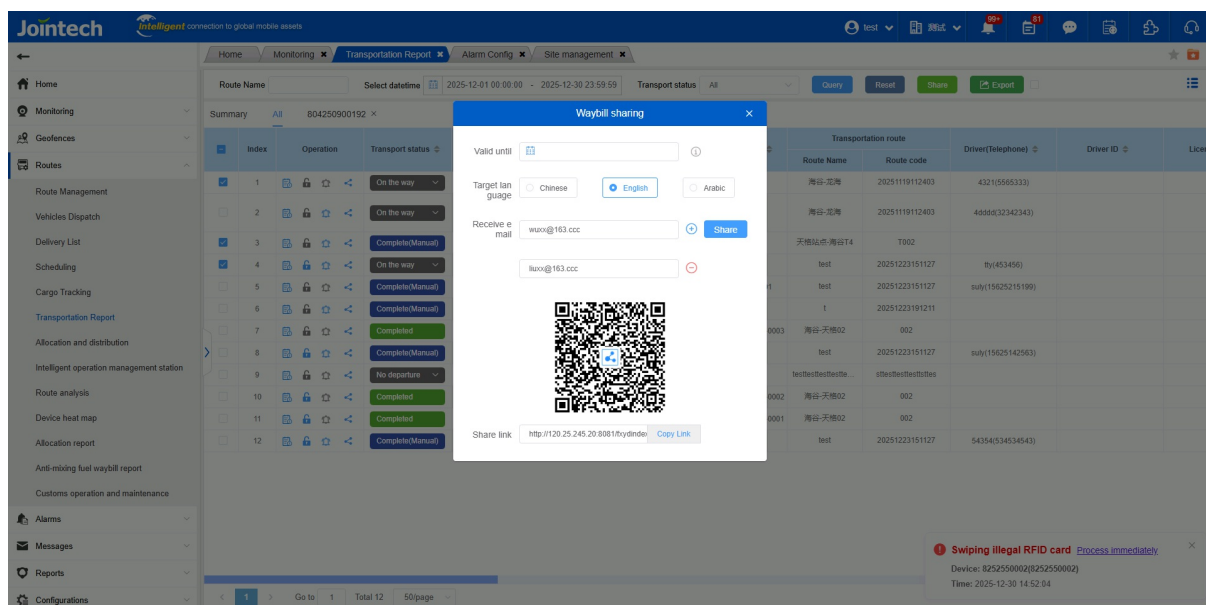 Jointech
Intelligent connection to global mobile assets
test
测试
99+
81
Home Monitoring Transportation Report Alarm Config Site management
Home
Monitoring
Geofences
Routes
Route Management
Vehicles Dispatch
Delivery List
Scheduling
Cargo Tracking
Transportation Report
Allocation and distribution
Intelligent operation management station
Route analysis
Device heat map
Allocation report
Anti-mixing fuel waybill report
Customs operation and maintenance
Alarms
Messages
Reports
Configurations
Route Name Select datetime 2025-12-01 00:00:00 - 2025-12-30 23:59:59 Transport status All Query Reset Share Export
Summary All 804250900192
Index Operation Transport status Transportation route Driver(Telephone) Driver ID
Route Name Route code
1 On the way 海谷-龙海 20251119112403 4321(5565333)
2 On the way 海谷-龙海 20251119112403 4dddd(32342343)
3 Complete(Manual) 天格站点-海谷T4 T002
4 On the way test 20251223151127 tty(453456)
5 Complete(Manual) test 20251223151127 suly(15625215199)
6 Complete(Manual) t 20251223191211
7 Completed 0003 海谷-天格02 002
8 Complete(Manual) test 20251223151127 suly(15625142563)
9 No departure testtesttesttestte... sttesttesttesttsttes
10 Completed 0002 海谷-天格02 002
11 Completed 0001 海谷-天格02 002
12 Complete(Manual) test 20251223151127 54354(534534543)
1 Go to 1 Total 12 50/page
Waybill sharing
Valid until
Target lan
guage
Chinese English Arabic
Receive e
mail
wuxx@163.ccc Share
liuxx@163.ccc
Share link http://120.25.245.20:8081/fxydindex Copy Link
Swiping illegal RFID card Process immediately
Device: 8252550002(8252550002)
Time: 2025-12-30 14:52:04